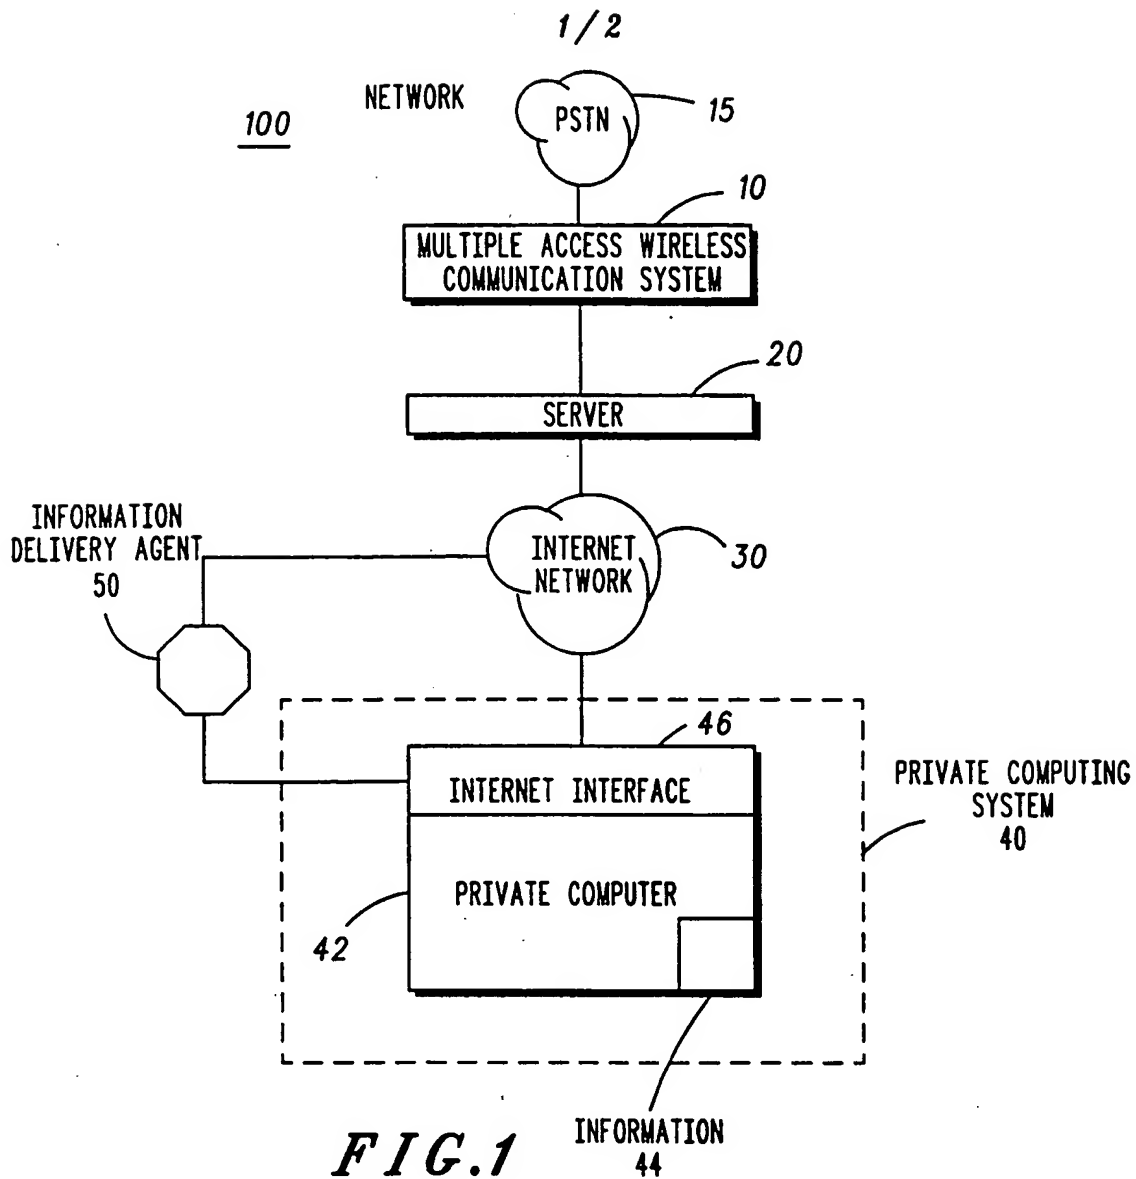 1/2
NETWORK
PSTN
15
100
10
MULTIPLE ACCESS WIRELESS
COMMUNICATION SYSTEM
20
SERVER
INFORMATION
DELIVERY AGENT
50
INTERNET
NETWORK
30
46
INTERNET INTERFACE
PRIVATE COMPUTING
SYSTEM
40
PRIVATE COMPUTER
42
INFORMATION
44
FIG.1